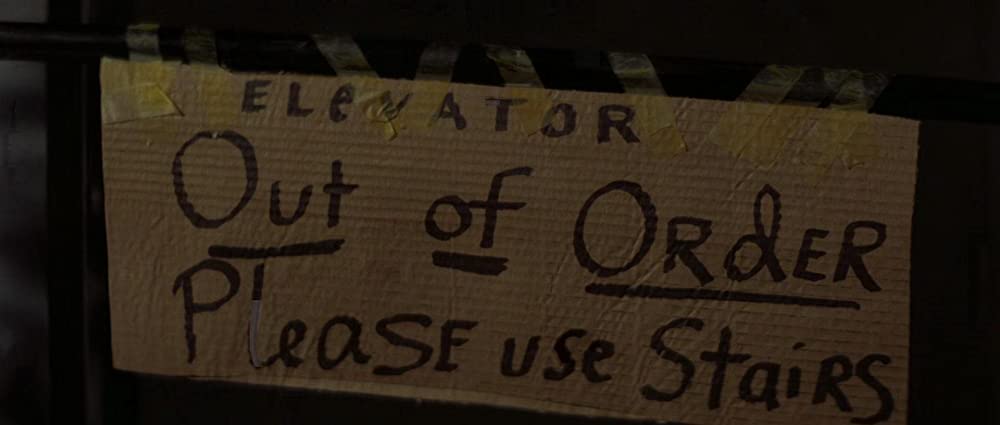 ELeVATOR
Out of ORdER
PleaSE use StaiRS